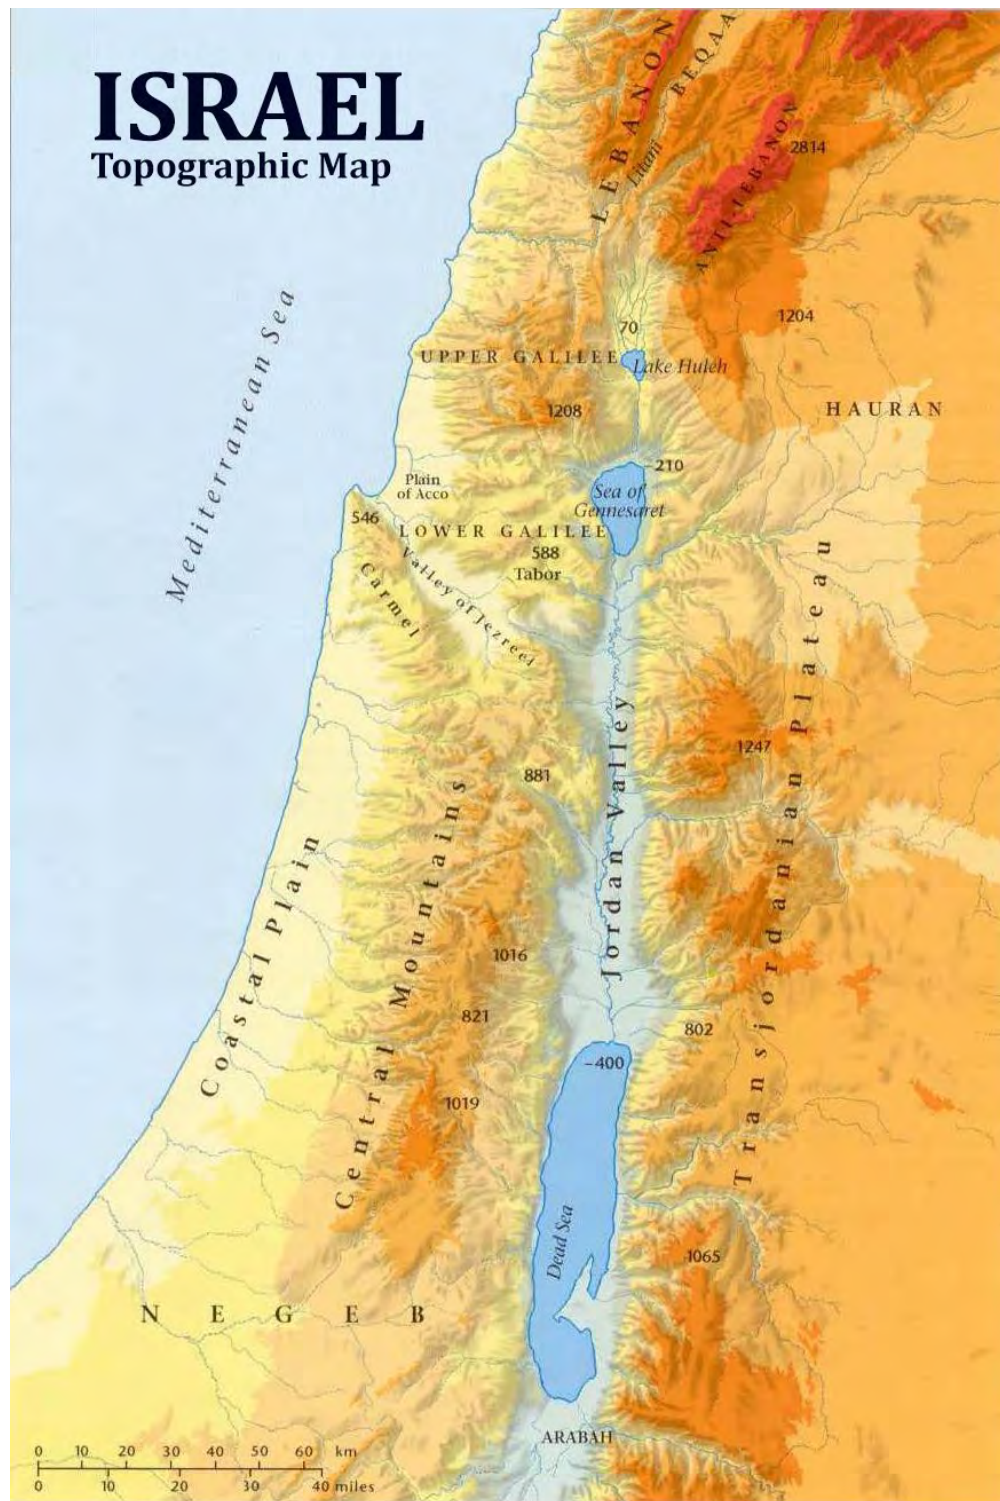 ISRAEL
Topographic Map
LEBANON
BEQAA
Litani
ANTI-LEBANON
2814
Mediterranean Sea
1204
70
UPPER GALILEE
Lake Huleh
HAURAN
1208
-210
Plain
of Acco
Sea of
Gennesaret
546
LOWER GALILEE
588
Tabor
Carmel
Valley of Jezreel
Jordan Valley
Transjordanian Plateau
1247
881
Central Mountains
Coastal Plain
1016
821
802
-400
1019
Dead Sea
1065
NEGEB
ARABAH
0 10 20 30 40 50 60 km
0 10 20 30 40 miles